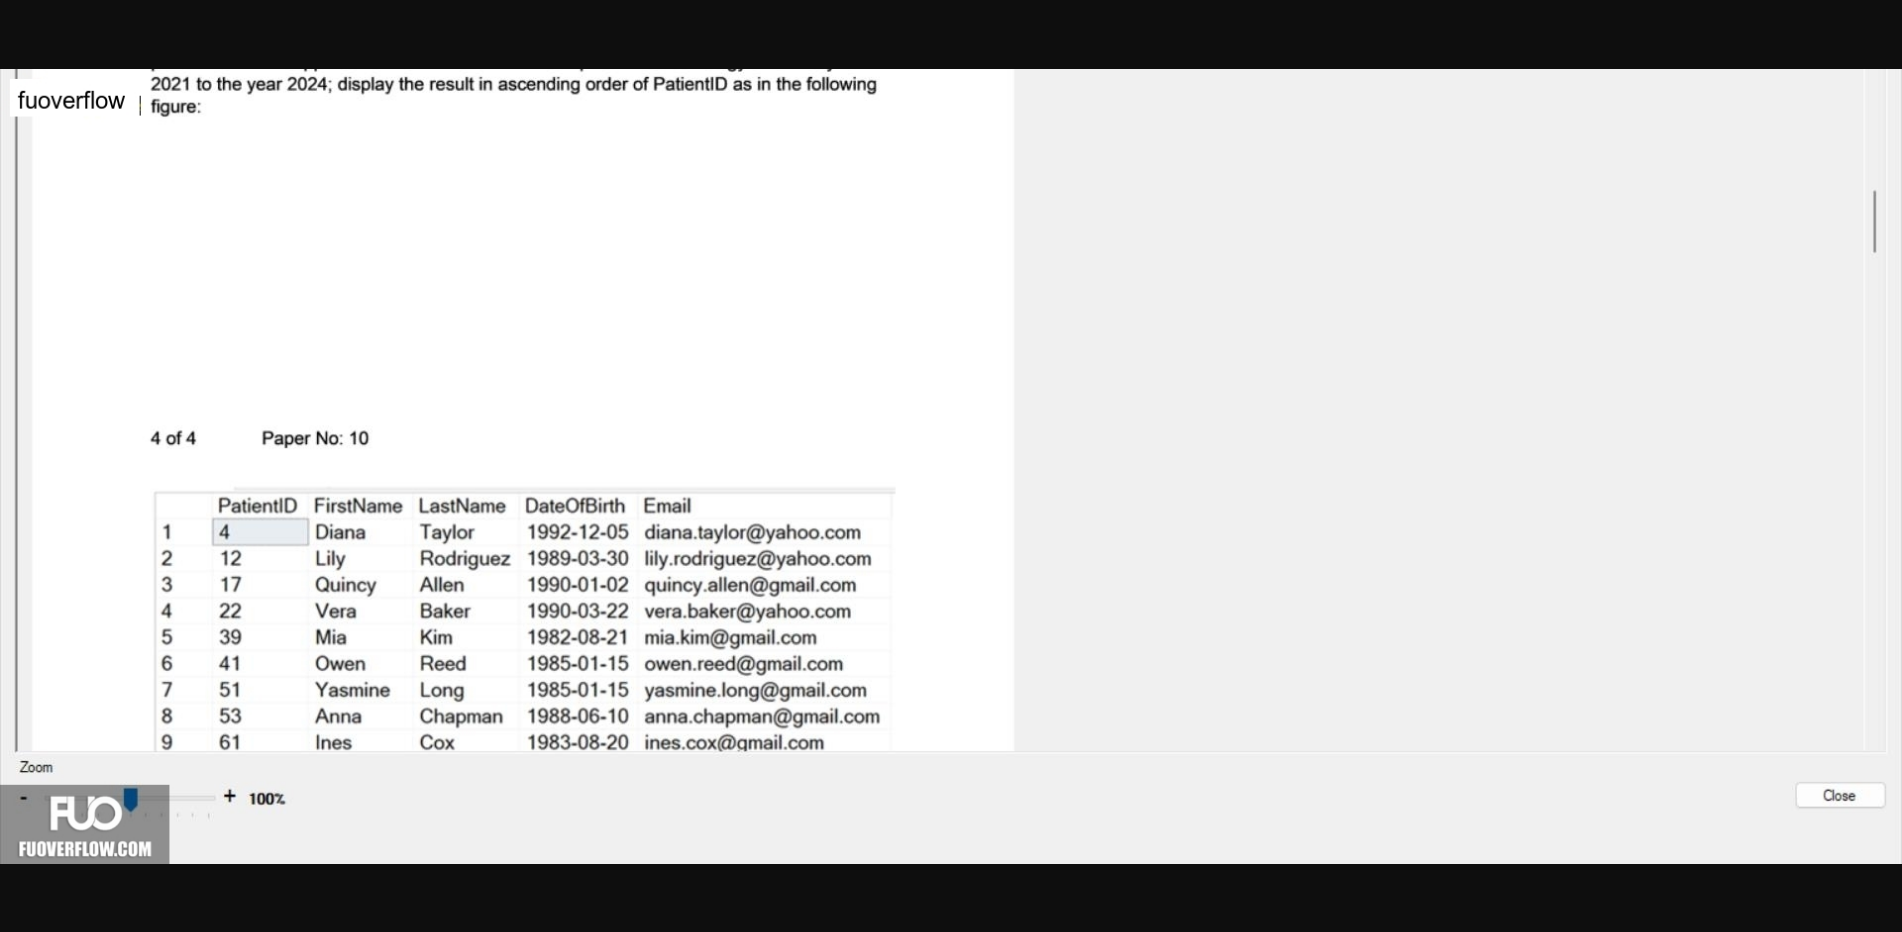 2021 to the year 2024; display the result in ascending order of PatientID as in the following
fuoverflow
figure:
4 of 4 Paper No: 10
PatientID FirstName LastName DateOfBirth Email
1 4 Diana Taylor 1992-12-05 diana.taylor@yahoo.com
2 12 Lily Rodriguez 1989-03-30 lily.rodriguez@yahoo.com
3 17 Quincy Allen 1990-01-02 quincy.allen@gmail.com
4 22 Vera Baker 1990-03-22 vera.baker@yahoo.com
5 39 Mia Kim 1982-08-21 mia.kim@gmail.com
6 41 Owen Reed 1985-01-15 owen.reed@gmail.com
7 51 Yasmine Long 1985-01-15 yasmine.long@gmail.com
8 53 Anna Chapman 1988-06-10 anna.chapman@gmail.com
9 61 Ines Cox 1983-08-20 ines.cox@gmail.com
Zoom
- + 100%
Close
FUO
FUOVERFLOW.COM